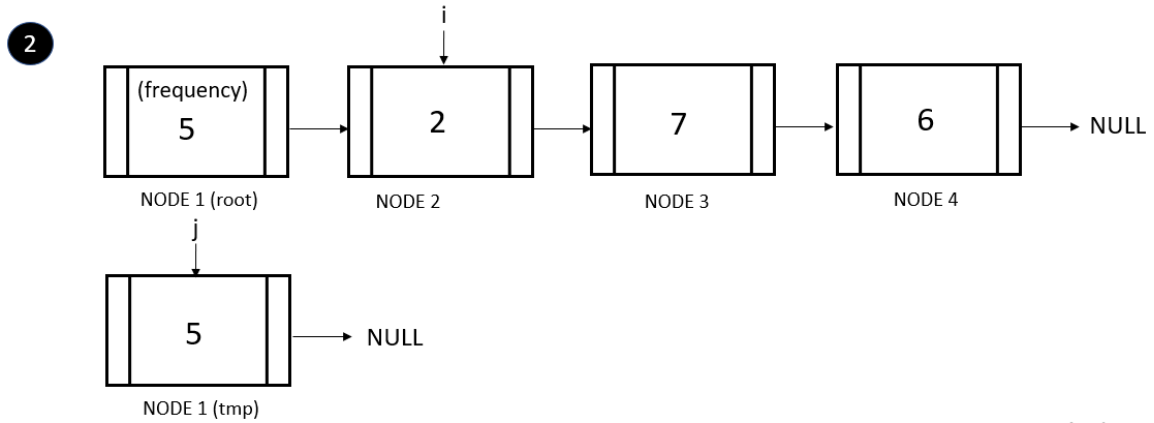 2
i
(frequency)
5
2
7
6
NULL
NODE 1 (root)
NODE 2
NODE 3
NODE 4
j
5
NULL
NODE 1 (tmp)